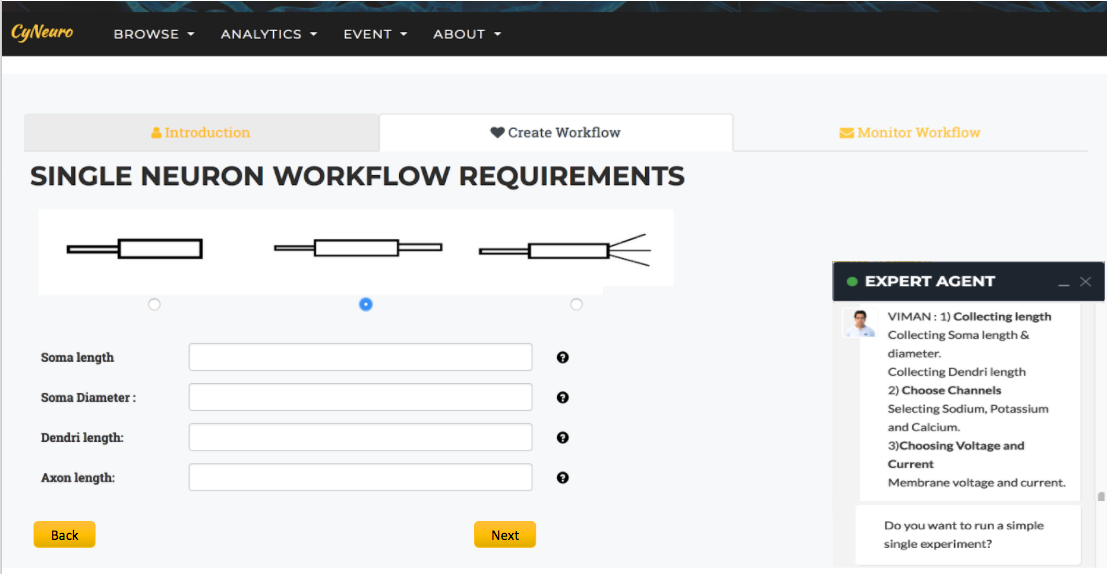 CyNeuro
BROWSE
ANALYTICS
EVENT
ABOUT
Introduction
Create Workflow
Monitor Workflow
SINGLE NEURON WORKFLOW REQUIREMENTS
Soma length
Soma Diameter :
Dendri length:
Axon length:
Back
Next
EXPERT AGENT
VIMAN : 1) Collecting length
Collecting Soma length &
diameter.
Collecting Dendri length
2) Choose Channels
Selecting Sodium, Potassium
and Calcium.
3)Choosing Voltage and
Current
Membrane voltage and current.
Do you want to run a simple
single experiment?